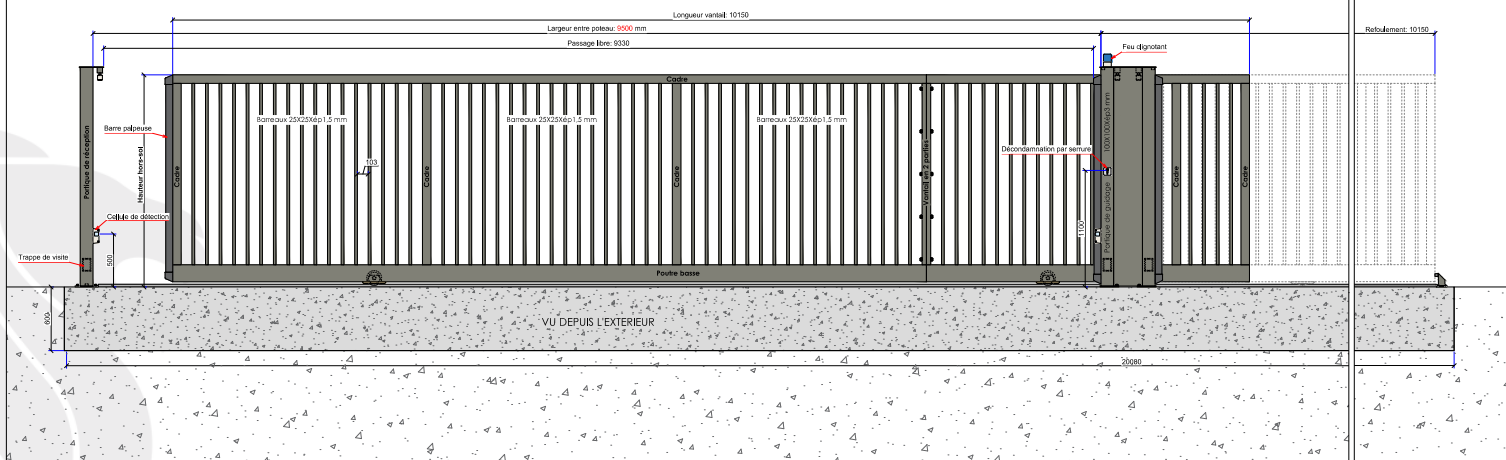 Longueur vantail: 10150
Largeur entre poteau: 9500 mm
Refoulement: 10150
Passage libre: 9330
Feu clignotant
Cadre
Barreaux 25X25Xép1,5 mm
Barreaux 25X25Xép1,5 mm
Barreaux 25X25Xép1,5 mm
Barre palpeuse
Portique de réception
Hauteur hors-sol
Cadre
103
Cadre
Cadre
Vantail en 2 parties
Décondamnation par serrure
Portique de guidage 100X100Xép3 mm
Cadre
Cadre
Cellule de détection
1100
Trappe de visite
500
Poutre basse
600
VU DEPUIS L'EXTERIEUR
20080